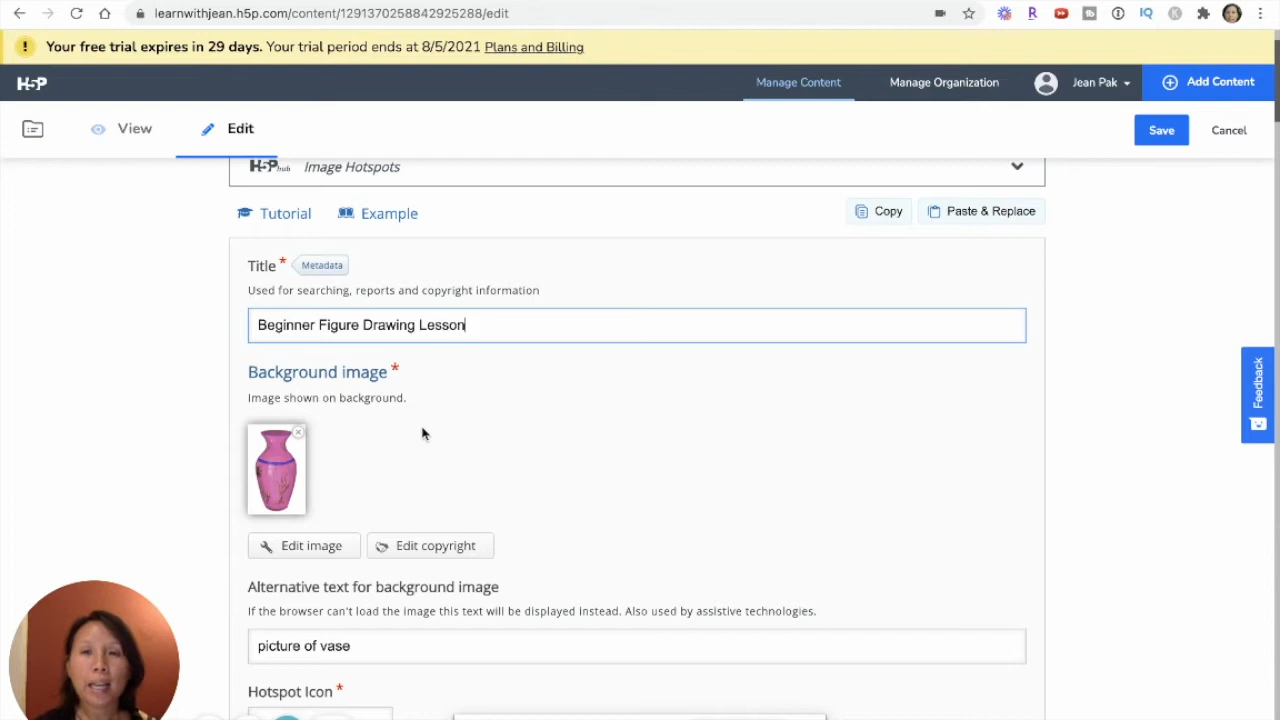 learnwithjean.h5p.com/content/1291370258842925288/edit
Your free trial expires in 29 days. Your trial period ends at 8/5/2021 Plans and Billing
H5P Manage Content Manage Organization Jean Pak Add Content
View Edit Save Cancel
H5P hub Image Hotspots
Tutorial Example Copy Paste & Replace
Title * Metadata
Used for searching, reports and copyright information
Beginner Figure Drawing Lesson
Background image *
Image shown on background.
Edit image Edit copyright
Alternative text for background image
If the browser can't load the image this text will be displayed instead. Also used by assistive technologies.
picture of vase
Hotspot Icon *
Feedback